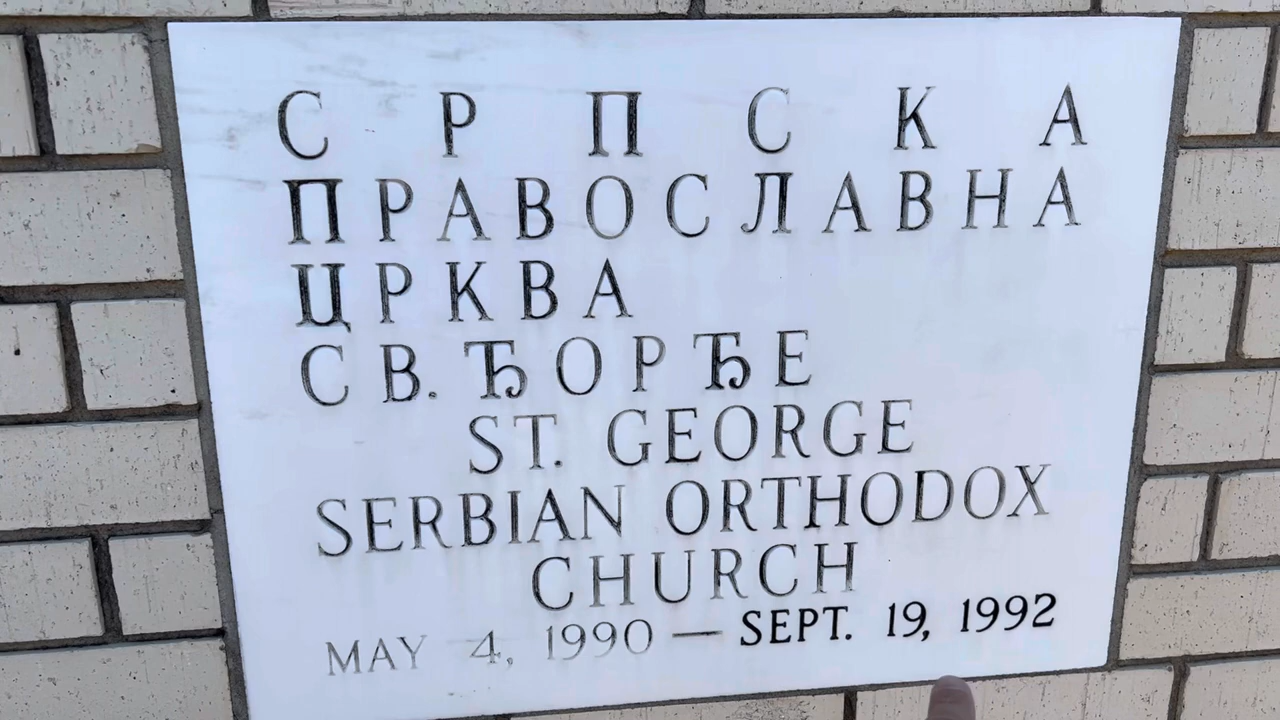 СРПСКА
ПРАВОСЛАВНА
ЦРКВА
СВ. ЂОРЂЕ
ST. GEORGE
SERBIAN ORTHODOX
CHURCH
MAY 4, 1990 — SEPT. 19, 1992